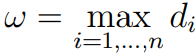 ω = max_{i=1,...,n} d_i